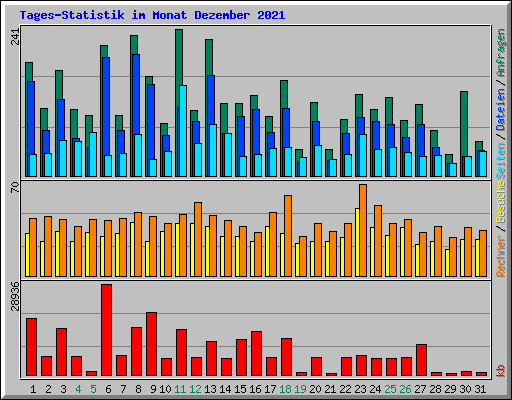 Tages-Statistik im Monat Dezember 2021
241
70
28936
Rechner / Besuche Seiten / Dateien / Anfragen
kb
1 2 3 4 5 6 7 8 9 10 11 12 13 14 15 16 17 18 19 20 21 22 23 24 25 26 27 28 29 30 31